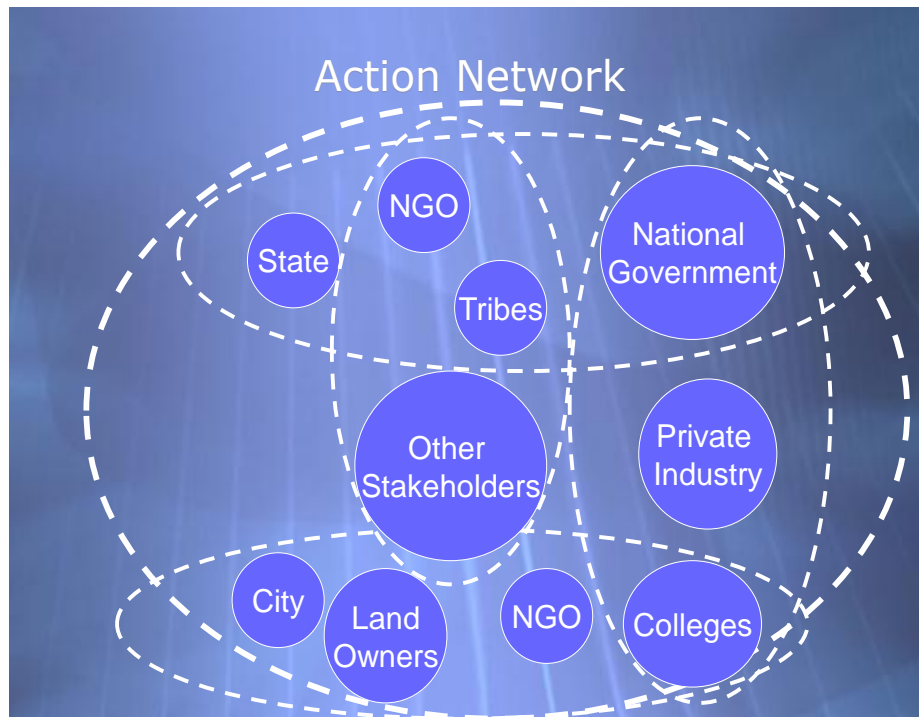 Action Network
NGO
State
National
Government
Tribes
Other
Stakeholders
Private
Industry
City
Land
Owners
NGO
Colleges